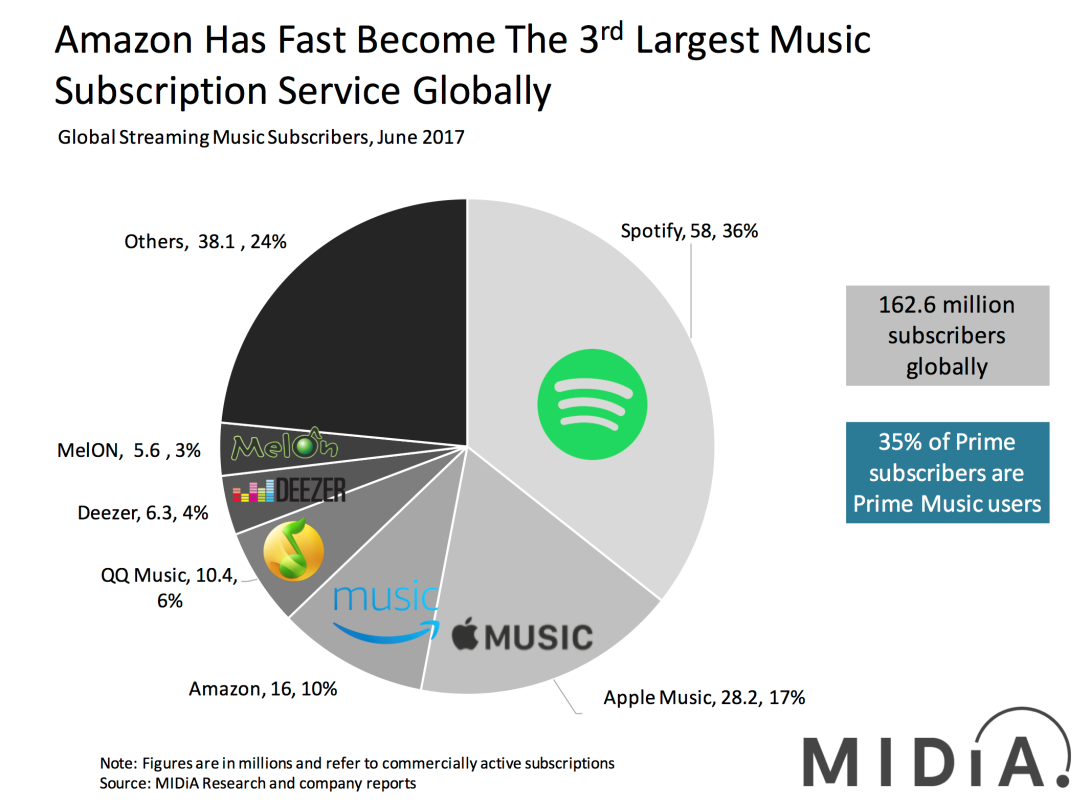 Amazon Has Fast Become The 3rd Largest Music
Subscription Service Globally
Global Streaming Music Subscribers, June 2017
Others, 38.1 , 24%
Spotify, 58, 36%
162.6 million
subscribers
globally
35% of Prime
subscribers are
Prime Music users
MelON, 5.6 , 3%
MelOn
Deezer, 6.3, 4%
DEEZER
QQ Music, 10.4,
6%
music
MUSIC
Amazon, 16, 10%
Apple Music, 28.2, 17%
Note: Figures are in millions and refer to commercially active subscriptions
Source: MIDiA Research and company reports
MIDiA.